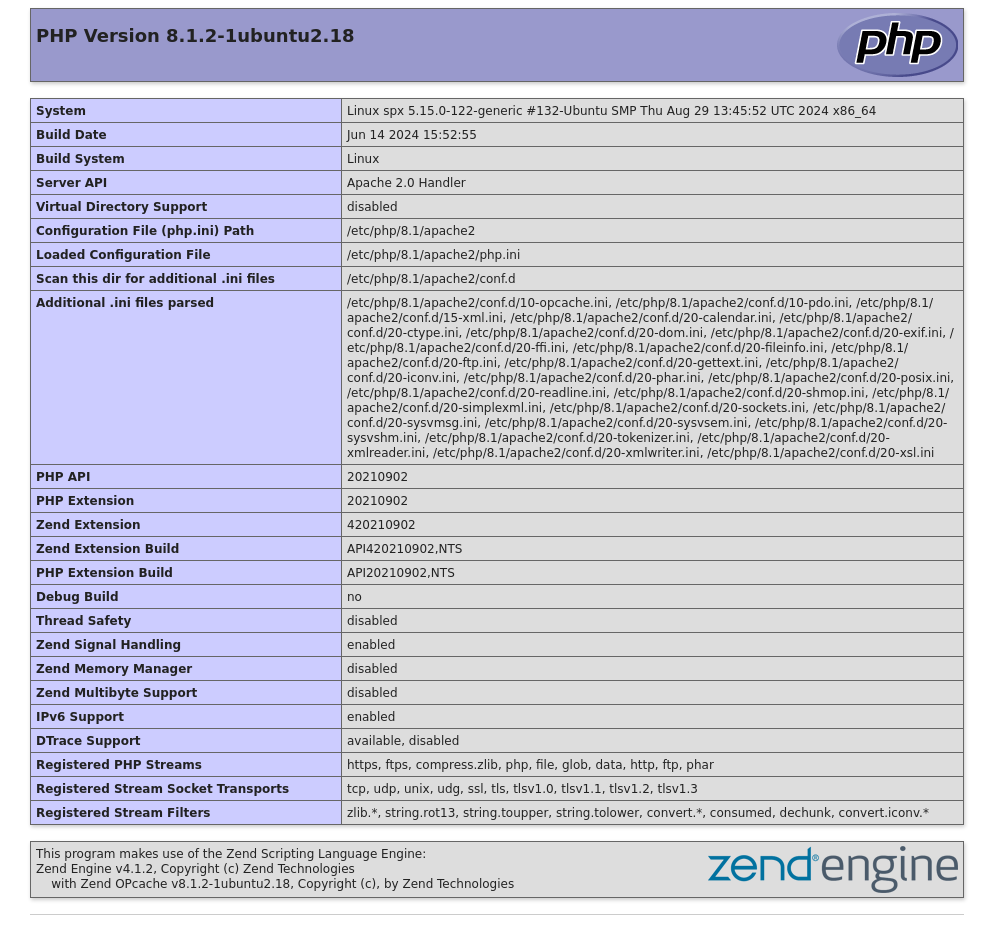 PHP Version 8.1.2-1ubuntu2.18
php
System Linux spx 5.15.0-122-generic #132-Ubuntu SMP Thu Aug 29 13:45:52 UTC 2024 x86_64
Build Date Jun 14 2024 15:52:55
Build System Linux
Server API Apache 2.0 Handler
Virtual Directory Support disabled
Configuration File (php.ini) Path /etc/php/8.1/apache2
Loaded Configuration File /etc/php/8.1/apache2/php.ini
Scan this dir for additional .ini files /etc/php/8.1/apache2/conf.d
Additional .ini files parsed /etc/php/8.1/apache2/conf.d/10-opcache.ini, /etc/php/8.1/apache2/conf.d/10-pdo.ini, /etc/php/8.1/
apache2/conf.d/15-xml.ini, /etc/php/8.1/apache2/conf.d/20-calendar.ini, /etc/php/8.1/apache2/
conf.d/20-ctype.ini, /etc/php/8.1/apache2/conf.d/20-dom.ini, /etc/php/8.1/apache2/conf.d/20-exif.ini, /
etc/php/8.1/apache2/conf.d/20-ffi.ini, /etc/php/8.1/apache2/conf.d/20-fileinfo.ini, /etc/php/8.1/
apache2/conf.d/20-ftp.ini, /etc/php/8.1/apache2/conf.d/20-gettext.ini, /etc/php/8.1/apache2/
conf.d/20-iconv.ini, /etc/php/8.1/apache2/conf.d/20-phar.ini, /etc/php/8.1/apache2/conf.d/20-posix.ini,
/etc/php/8.1/apache2/conf.d/20-readline.ini, /etc/php/8.1/apache2/conf.d/20-shmop.ini, /etc/php/8.1/
apache2/conf.d/20-simplexml.ini, /etc/php/8.1/apache2/conf.d/20-sockets.ini, /etc/php/8.1/apache2/
conf.d/20-sysvmsg.ini, /etc/php/8.1/apache2/conf.d/20-sysvsem.ini, /etc/php/8.1/apache2/conf.d/20-
sysvshm.ini, /etc/php/8.1/apache2/conf.d/20-tokenizer.ini, /etc/php/8.1/apache2/conf.d/20-
xmlreader.ini, /etc/php/8.1/apache2/conf.d/20-xmlwriter.ini, /etc/php/8.1/apache2/conf.d/20-xsl.ini
PHP API 20210902
PHP Extension 20210902
Zend Extension 420210902
Zend Extension Build API420210902,NTS
PHP Extension Build API20210902,NTS
Debug Build no
Thread Safety disabled
Zend Signal Handling enabled
Zend Memory Manager disabled
Zend Multibyte Support disabled
IPv6 Support enabled
DTrace Support available, disabled
Registered PHP Streams https, ftps, compress.zlib, php, file, glob, data, http, ftp, phar
Registered Stream Socket Transports tcp, udp, unix, udg, ssl, tls, tlsv1.0, tlsv1.1, tlsv1.2, tlsv1.3
Registered Stream Filters zlib.*, string.rot13, string.toupper, string.tolower, convert.*, consumed, dechunk, convert.iconv.*
This program makes use of the Zend Scripting Language Engine:
Zend Engine v4.1.2, Copyright (c) Zend Technologies
with Zend OPcache v8.1.2-1ubuntu2.18, Copyright (c), by Zend Technologies
zend® engine